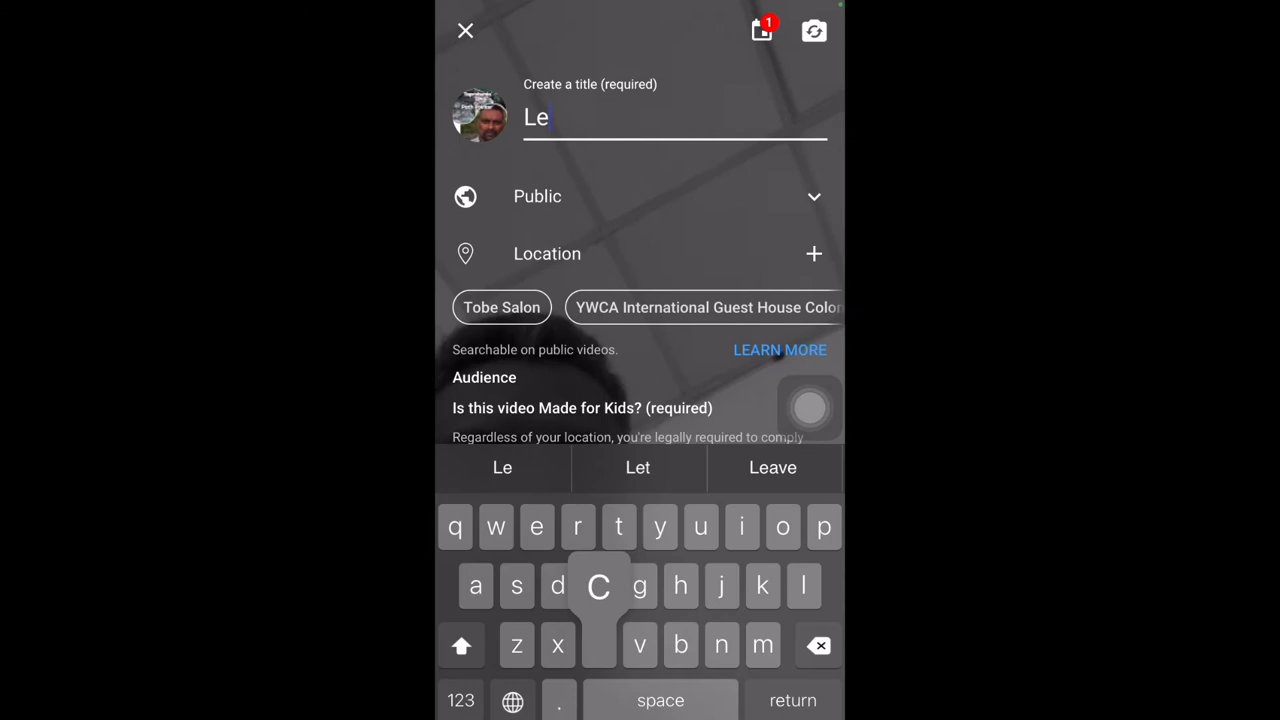 1
Create a title (required)
Le
Public
Location
Tobe Salon
YWCA International Guest House Colon
Searchable on public videos.
LEARN MORE
Audience
Is this video Made for Kids? (required)
Regardless of your location, you're legally required to comply
Le Let Leave
q w e r t y u i o p
a s d C g h j k l
z x v b n m
123 . space return